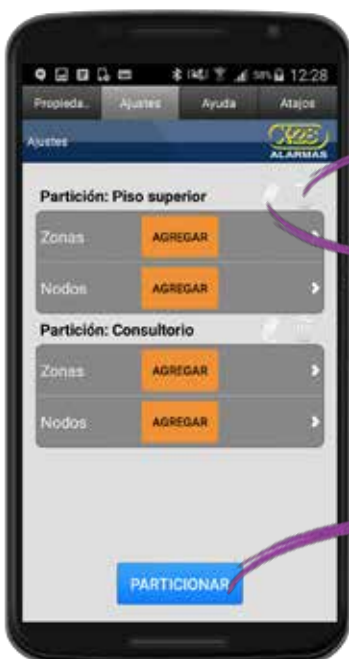 12:28
Propieda.. Ajustes Ayuda Atajos
Ajustes
X-28
ALARMAS
Partición: Piso superior
Zonas AGREGAR
Nodos AGREGAR
Partición: Consultorio
Zonas AGREGAR
Nodos AGREGAR
PARTICIONAR